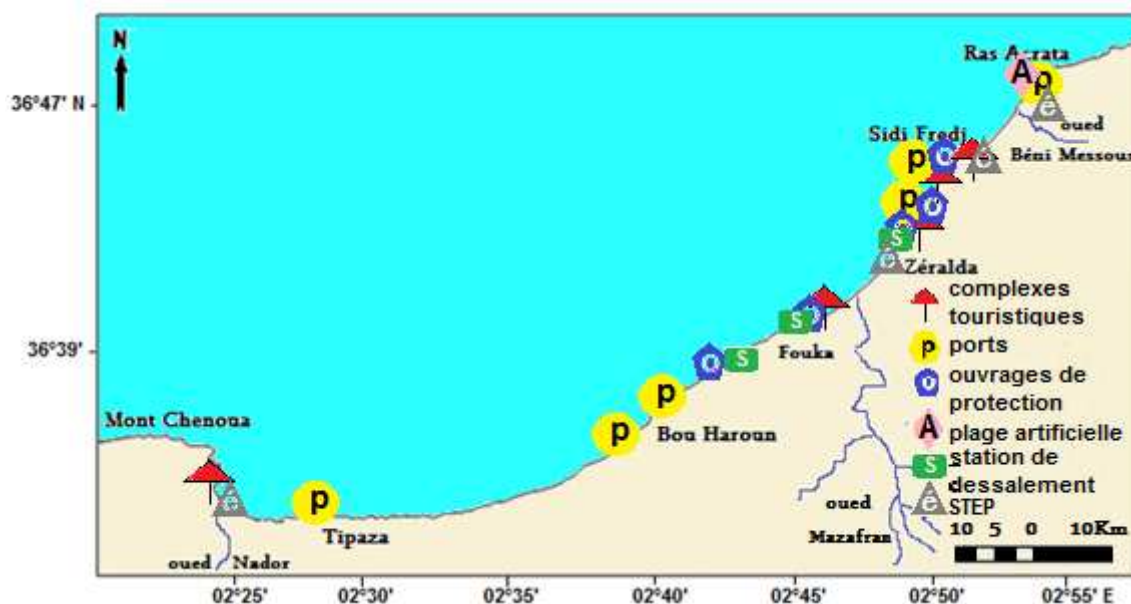 N
Ras Acrata
A
p
36°47' N
e
oued
Sidi Fredj
Béni Messous
p
o
e
p
o
o
s
e
Zéralda
complexes
touristiques
o
s
Fouka
p
ports
36°39'
o
s
o
ouvrages de
protection
p
Bou Haroun
p
A
plage artificielle
Mont Chenoua
s
station de
dessalement
e
STEP
e
p
Tipaza
oued
Mazafran
10 5 0 10Km
oued Nador
02°25' 02°30' 02°35' 02°40' 02°45' 02°50' 02°55' E